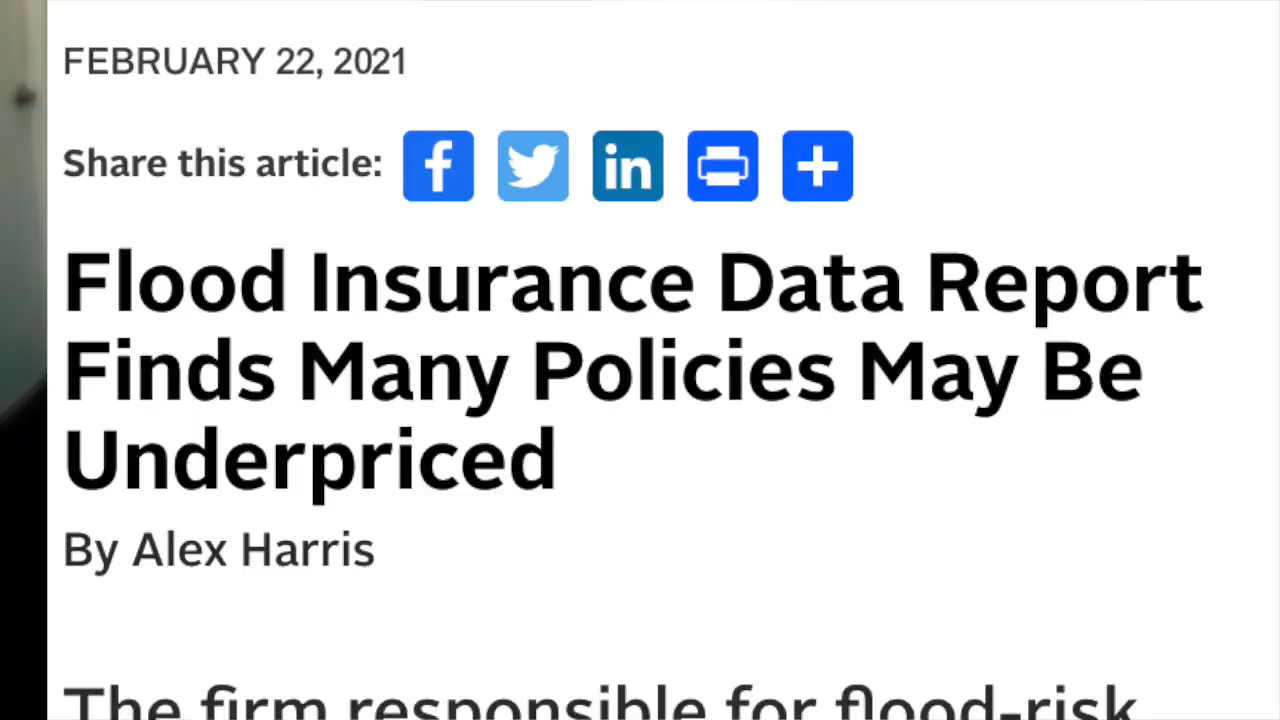 FEBRUARY 22, 2021
Share this article:
Flood Insurance Data Report
Finds Many Policies May Be
Underpriced
By Alex Harris
The firm responsible for flood-risk